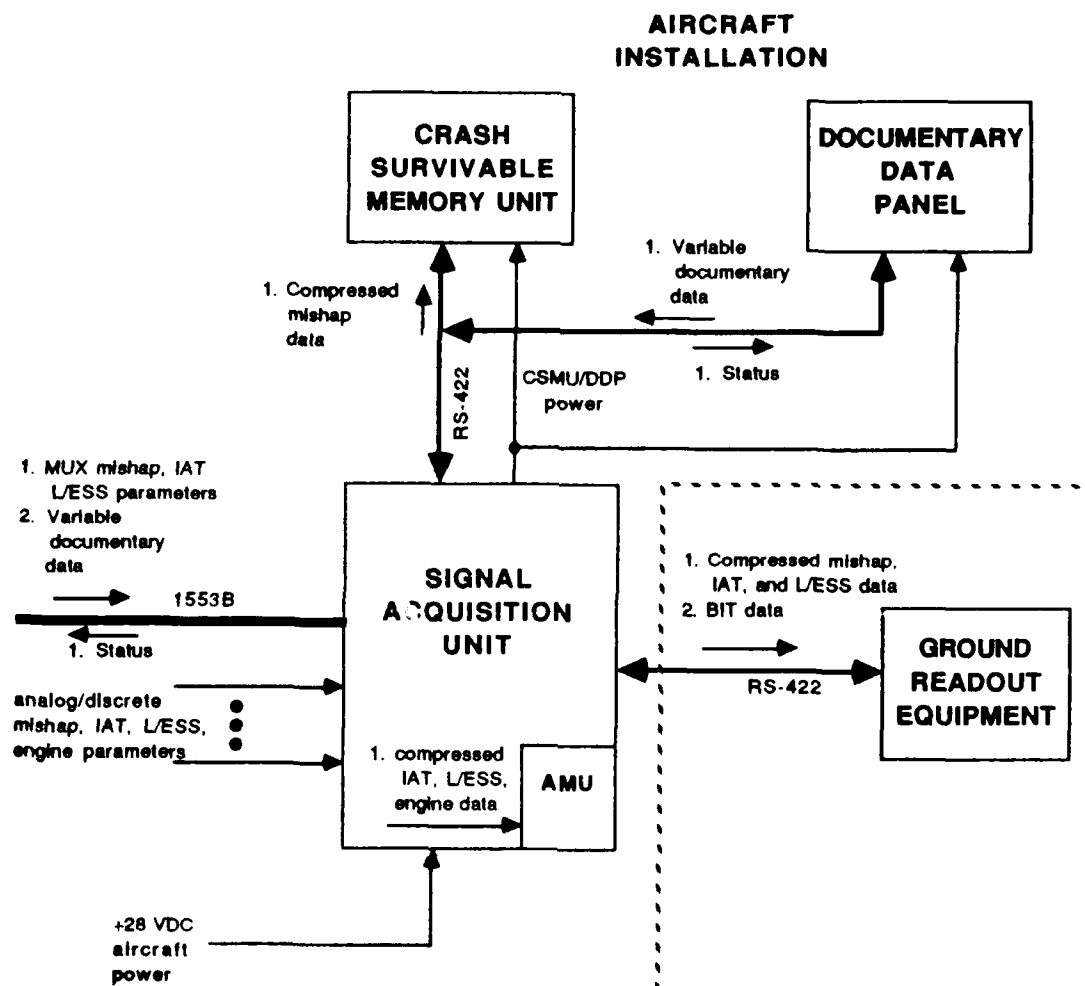 AIRCRAFT
INSTALLATION
CRASH
SURVIVABLE
MEMORY UNIT
DOCUMENTARY
DATA
PANEL
1. Variable
documentary
data
1. Compressed
mishap
data
1. Status
RS-422
CSMU/DDP
power
1. MUX mishap, IAT
L/ESS parameters
2. Variable
documentary
data
1553B
1. Status
SIGNAL
ACQUISITION
UNIT
1. Compressed mishap,
IAT, and L/ESS data
2. BIT data
RS-422
GROUND
READOUT
EQUIPMENT
analog/discrete
mishap, IAT, L/ESS,
engine parameters
1. compressed
IAT, L/ESS,
engine data
AMU
+28 VDC
aircraft
power